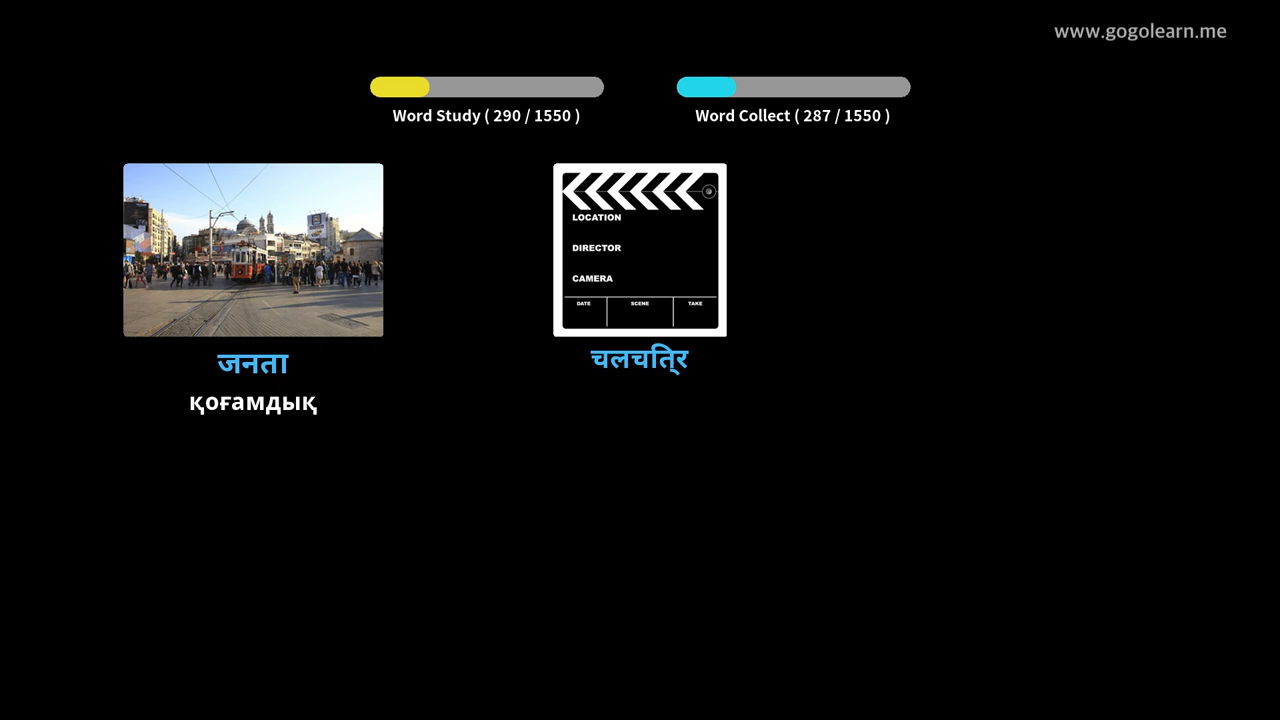 www.gogolearn.me
Word Study ( 290 / 1550 )
Word Collect ( 287 / 1550 )
LOCATION
DIRECTOR
CAMERA
DATE
SCENE
TAKE
जनता
चलचित्र
қоғамдық